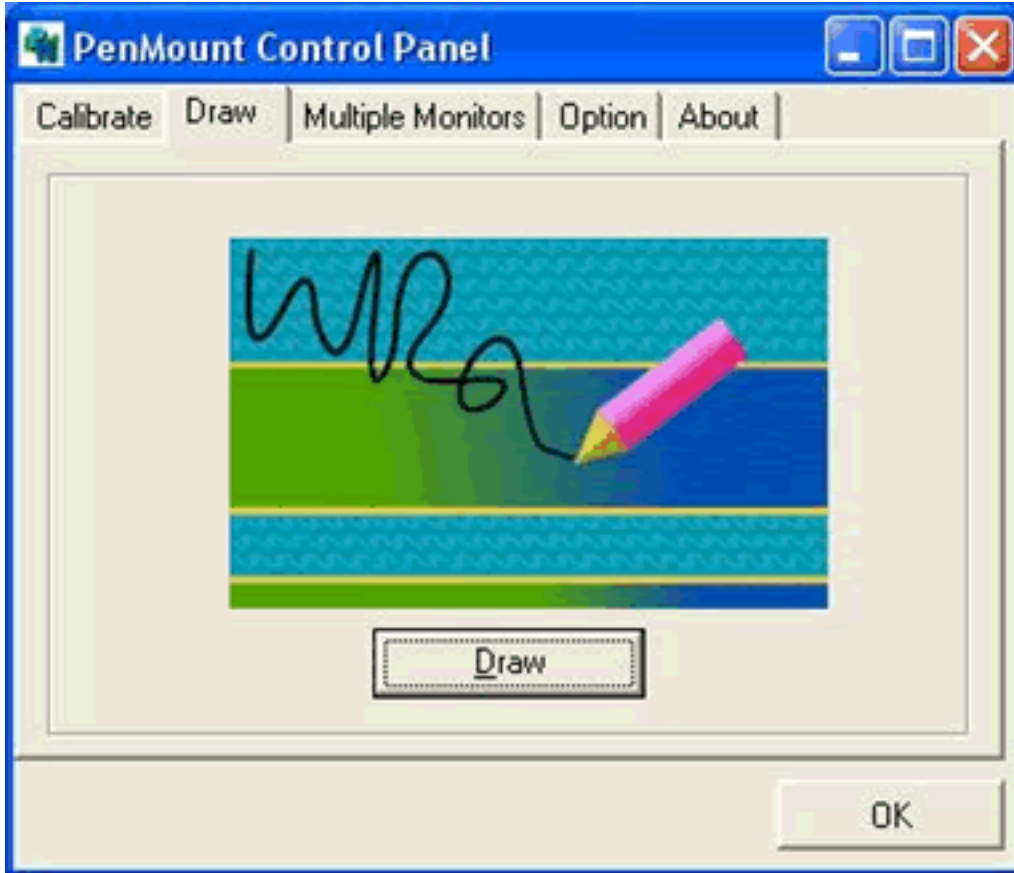 PenMount Control Panel
Calibrate Draw Multiple Monitors Option About
Draw
OK